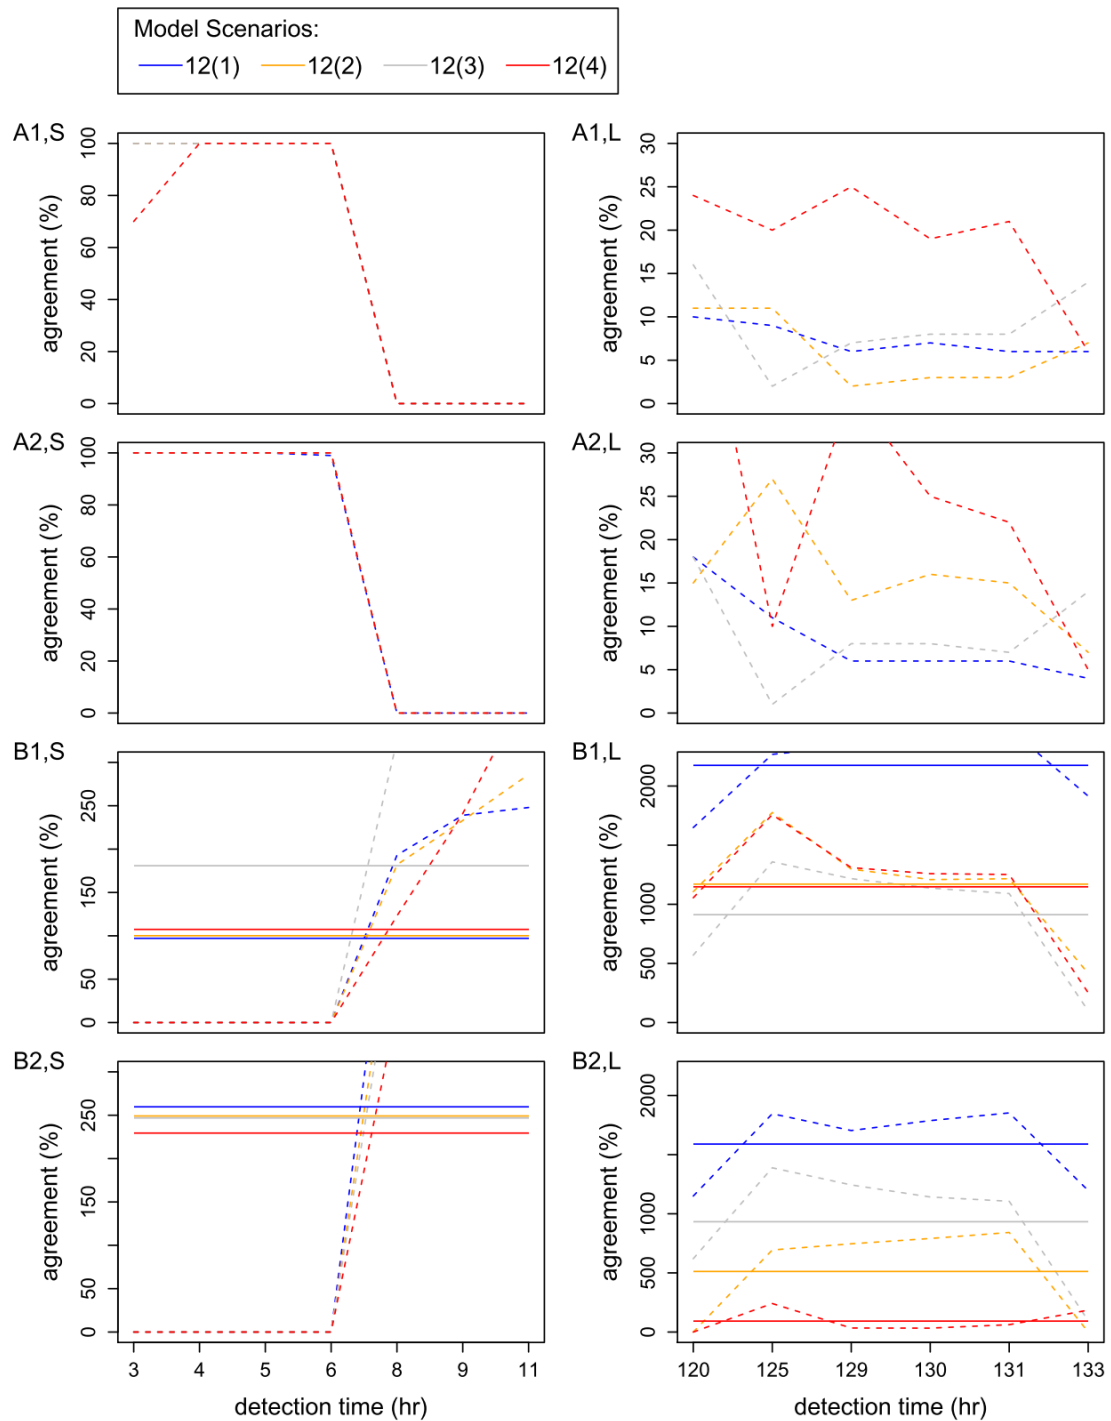 Model Scenarios:
12(1) 12(2) 12(3) 12(4)
A1,S
agreement (%)
100
80
60
40
20
0
A1,L
agreement (%)
30
25
20
15
10
5
0
A2,S
agreement (%)
100
80
60
40
20
0
A2,L
agreement (%)
30
25
20
15
10
5
0
B1,S
agreement (%)
250
150
50
0
B1,L
agreement (%)
2000
1000
500
0
B2,S
agreement (%)
250
150
50
0
3 4 5 6 8 9 11
detection time (hr)
B2,L
agreement (%)
2000
1000
500
0
120 125 129 130 131 133
detection time (hr)